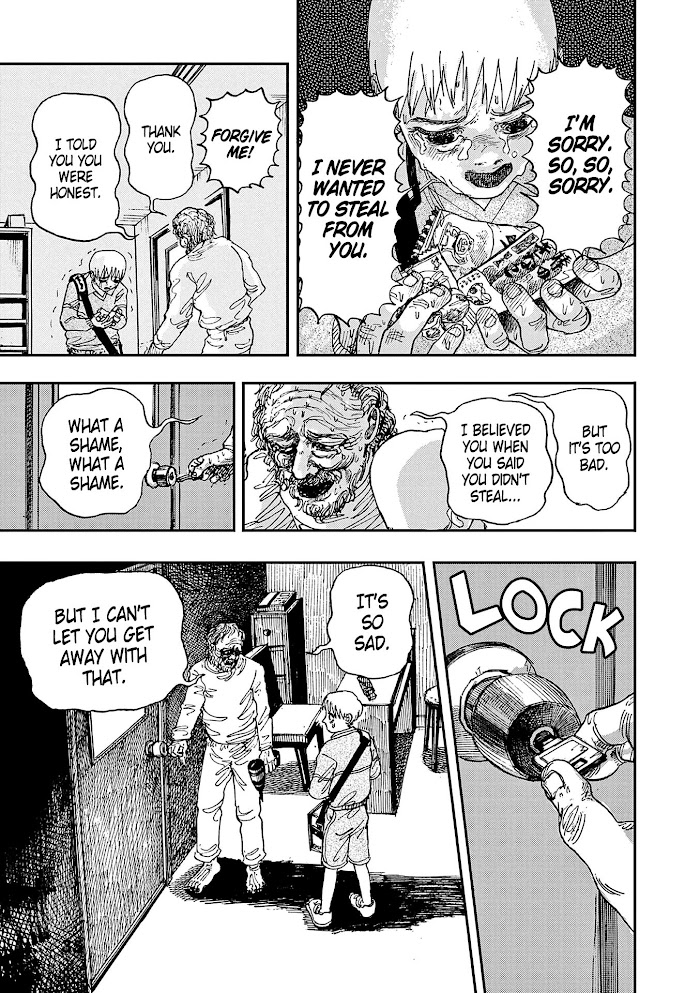 I'M
SORRY.
SO, SO,
SORRY.
I NEVER
WANTED
TO STEAL
FROM
YOU.
FORGIVE
ME!
THANK
YOU.
I TOLD
YOU YOU
WERE
HONEST.
BUT
IT'S TOO
BAD.
I BELIEVED
YOU WHEN
YOU SAID
YOU DIDN'T
STEAL...
WHAT A
SHAME,
WHAT A
SHAME.
LOCK
IT'S
SO
SAD.
BUT I CAN'T
LET YOU GET
AWAY WITH
THAT.